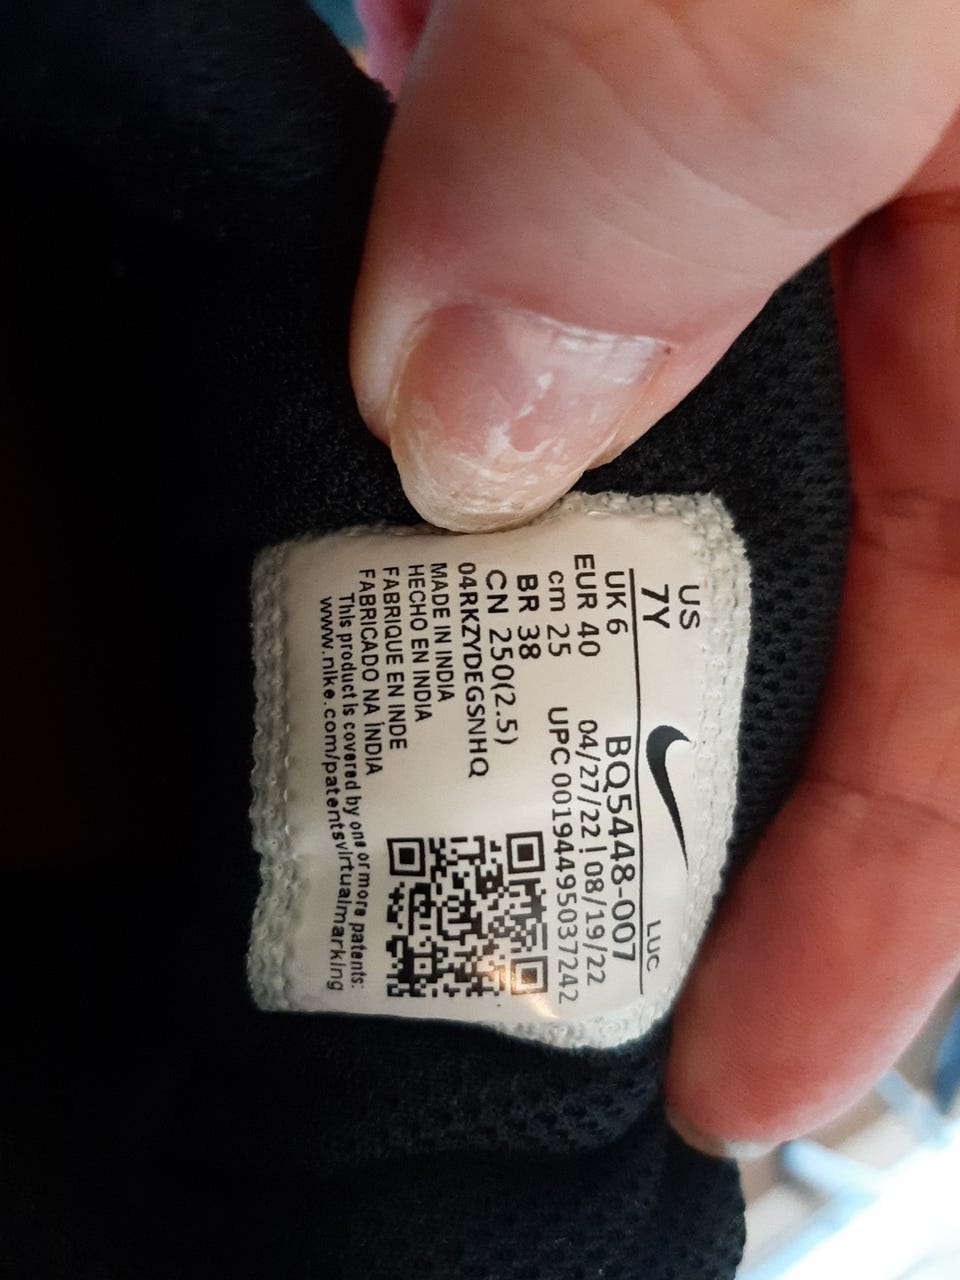 US
7Y
LUC
UK 6 BQ5448-007
EUR 40 04/27/22 ! 08/19/22
cm 25 UPC 00194495037242
BR 38
CN 250(2.5)
04RKZYDEGSNHQ
MADE IN INDIA
HECHO EN INDIA
FABRIQUE EN INDE
FABRICADO NA ÍNDIA
This product is covered by one or more patents:
www.nike.com/patentsvirtualmarking